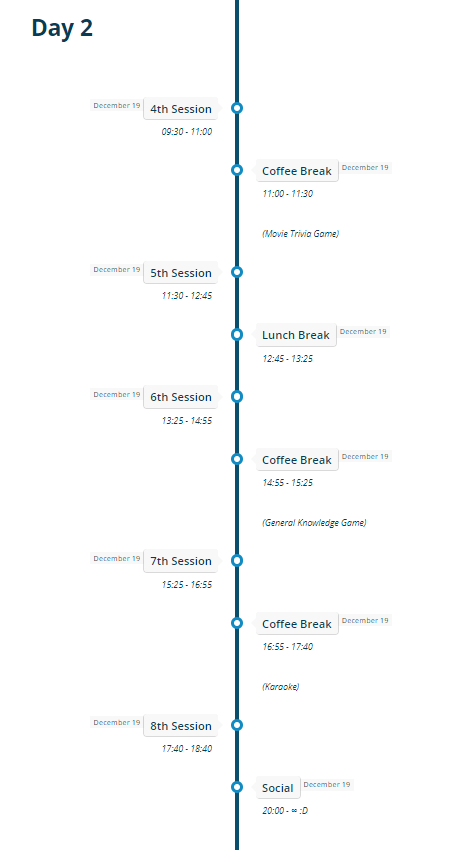 Day 2
December 19 4th Session
09:30 - 11:00
Coffee Break December 19
11:00 - 11:30
(Movie Trivia Game)
December 19 5th Session
11:30 - 12:45
Lunch Break December 19
12:45 - 13:25
December 19 6th Session
13:25 - 14:55
Coffee Break December 19
14:55 - 15:25
(General Knowledge Game)
December 19 7th Session
15:25 - 16:55
Coffee Break December 19
16:55 - 17:40
(Karaoke)
December 19 8th Session
17:40 - 18:40
Social December 19
20:00 - ∞ :D